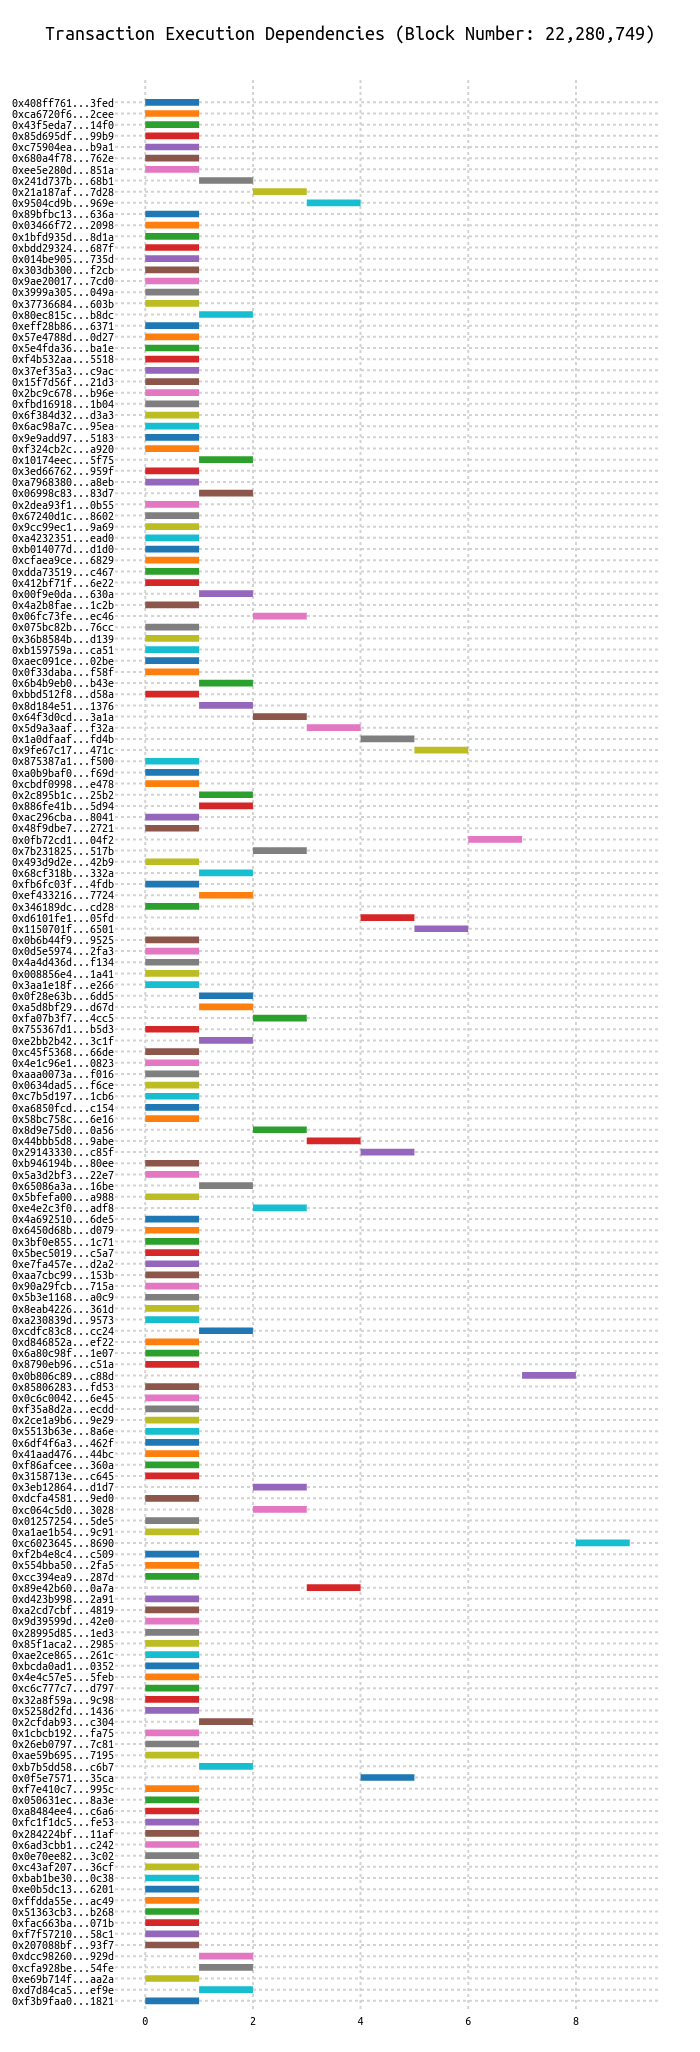 Transaction Execution Dependencies (Block Number: 22,280,749)
0x408ff761...3fed
0xca6720f6...2cee
0x43f5eda7...14f0
0x85d695df...99b9
0xc75904ea...b9a1
0x680a4f78...762e
0xee5e280d...851a
0x241d737b...68b1
0x21a187af...7d28
0x9504cd9b...969e
0x89bfbc13...636a
0x03466f72...2098
0x1bfd935d...8d1a
0xbdd29324...687f
0x014be905...735d
0x303db300...f2cb
0x9ae20017...7cd0
0x3999a305...049a
0x37736684...603b
0x80ec815c...b8dc
0xeff28b86...6371
0x57e4788d...0d27
0x5e4fda36...ba1e
0xf4b532aa...5518
0x37ef35a3...c9ac
0x15f7d56f...21d3
0x2bc9c678...b96e
0xfbd16918...1b04
0x6f384d32...d3a3
0x6ac98a7c...95ea
0x9e9add97...5183
0xf324cb2c...a920
0x10174eec...5f75
0x3ed66762...959f
0xa7968380...a8eb
0x06998c83...83d7
0x2dea93f1...0b55
0x67240d1c...8602
0x9cc99ec1...9a69
0xa4232351...ead0
0xb014077d...d1d0
0xcfaea9ce...6829
0xdda73519...c467
0x412bf71f...6e22
0x00f9e0da...630a
0x4a2b8fae...1c2b
0x06fc73fe...ec46
0x075bc82b...76cc
0x36b8584b...d139
0xb159759a...ca51
0xaec091ce...02be
0x0f33daba...f58f
0x6b4b9eb0...b43e
0xbbd512f8...d58a
0x8d184e51...1376
0x64f3d0cd...3a1a
0x5d9a3aaf...f32a
0x1a0dfaaf...fd4b
0x9fe67c17...471c
0x875387a1...f500
0xa0b9baf0...f69d
0xcbdf0998...e478
0x2c895b1c...25b2
0x886fe41b...5d94
0xac296cba...8041
0x48f9dbe7...2721
0x0fb72cd1...04f2
0x7b231825...517b
0x493d9d2e...42b9
0x68cf318b...332a
0xfb6fc03f...4fdb
0xef433216...7724
0x346189dc...cd28
0xd6101fe1...05fd
0x1150701f...6501
0x0b6b44f9...9525
0x0d5e5974...2fa3
0x4a4d436d...f134
0x008856e4...1a41
0x3aa1e18f...e266
0x0f28e63b...6dd5
0xa5d8bf29...d67d
0xfa07b3f7...4cc5
0x755367d1...b5d3
0xe2bb2b42...3c1f
0xc45f5368...66de
0x4e1c96e1...0823
0xaaa0073a...f016
0x0634dad5...f6ce
0xc7b5d197...1cb6
0xa6850fcd...c154
0x58bc758c...6e16
0x8d9e75d0...0a56
0x44bbb5d8...9abe
0x29143330...c85f
0xb946194b...80ee
0x5a3d2bf3...22e7
0x65086a3a...16be
0x5bfefa00...a988
0xe4e2c3f0...adf8
0x4a692510...6de5
0x6450d68b...d079
0x3bf0e855...1c71
0x5bec5019...c5a7
0xe7fa457e...d2a2
0xaa7cbc99...153b
0x90a29fcb...715a
0x5b3e1168...a0c9
0x8eab4226...361d
0xa230839d...9573
0xcdfc83c8...cc24
0xd846852a...ef22
0x6a80c98f...1e07
0x8790eb96...c51a
0x0b806c89...c88d
0x85806283...fd53
0x0c6c0042...6e45
0xf35a8d2a...ecdd
0x2ce1a9b6...9e29
0x5513b63e...8a6e
0x6df4f6a3...462f
0x41aad476...44bc
0xf86afcee...360a
0x3158713e...c645
0x3eb12864...d1d7
0xdcfa4581...9ed0
0xc064c5d0...3028
0x01257254...5de5
0xa1ae1b54...9c91
0xc6023645...8690
0xf2b4e8c4...c509
0x554bba50...2fa5
0xcc394ea9...287d
0x89e42b60...0a7a
0xd423b998...2a91
0xa2cd7cbf...4819
0x9d39599d...42e0
0x28995d85...1ed3
0x85f1aca2...2985
0xae2ce865...261c
0xbcda0ad1...0352
0x4e4c57e5...5feb
0xc6c777c7...d797
0x32a8f59a...9c98
0x5258d2fd...1436
0x2cfdab93...c304
0x1cbcb192...fa75
0x26eb0797...7c81
0xae59b695...7195
0xb7b5dd58...c6b7
0x0f5e7571...35ca
0xf7e410c7...995c
0x050631ec...8a3e
0xa8484ee4...c6a6
0xfc1f1dc5...fe53
0x284224bf...11af
0x6ad3cbb1...c242
0x0e70ee82...3c02
0xc43af207...36cf
0xbab1be30...0c38
0xe0b5dc13...6201
0xffdda55e...ac49
0x51363cb3...b268
0xfac663ba...071b
0xf7f57210...58c1
0x207088bf...93f7
0xdcc98260...929d
0xcfa928be...54fe
0xe69b714f...aa2a
0xd7d84ca5...ef9e
0xf3b9faa0...1821
0 2 4 6 8